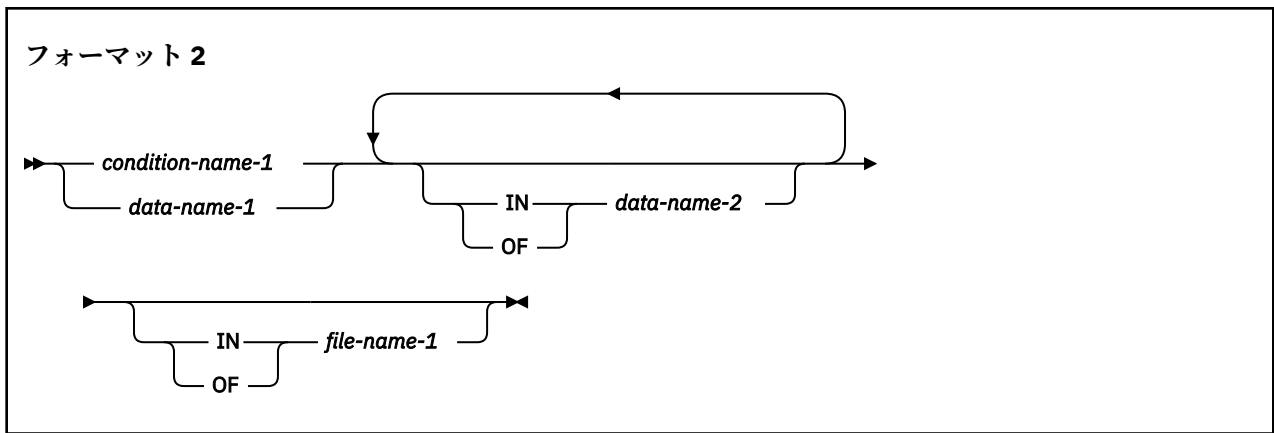 フォーマット 2
condition-name-1
data-name-1
IN data-name-2
OF
IN file-name-1
OF